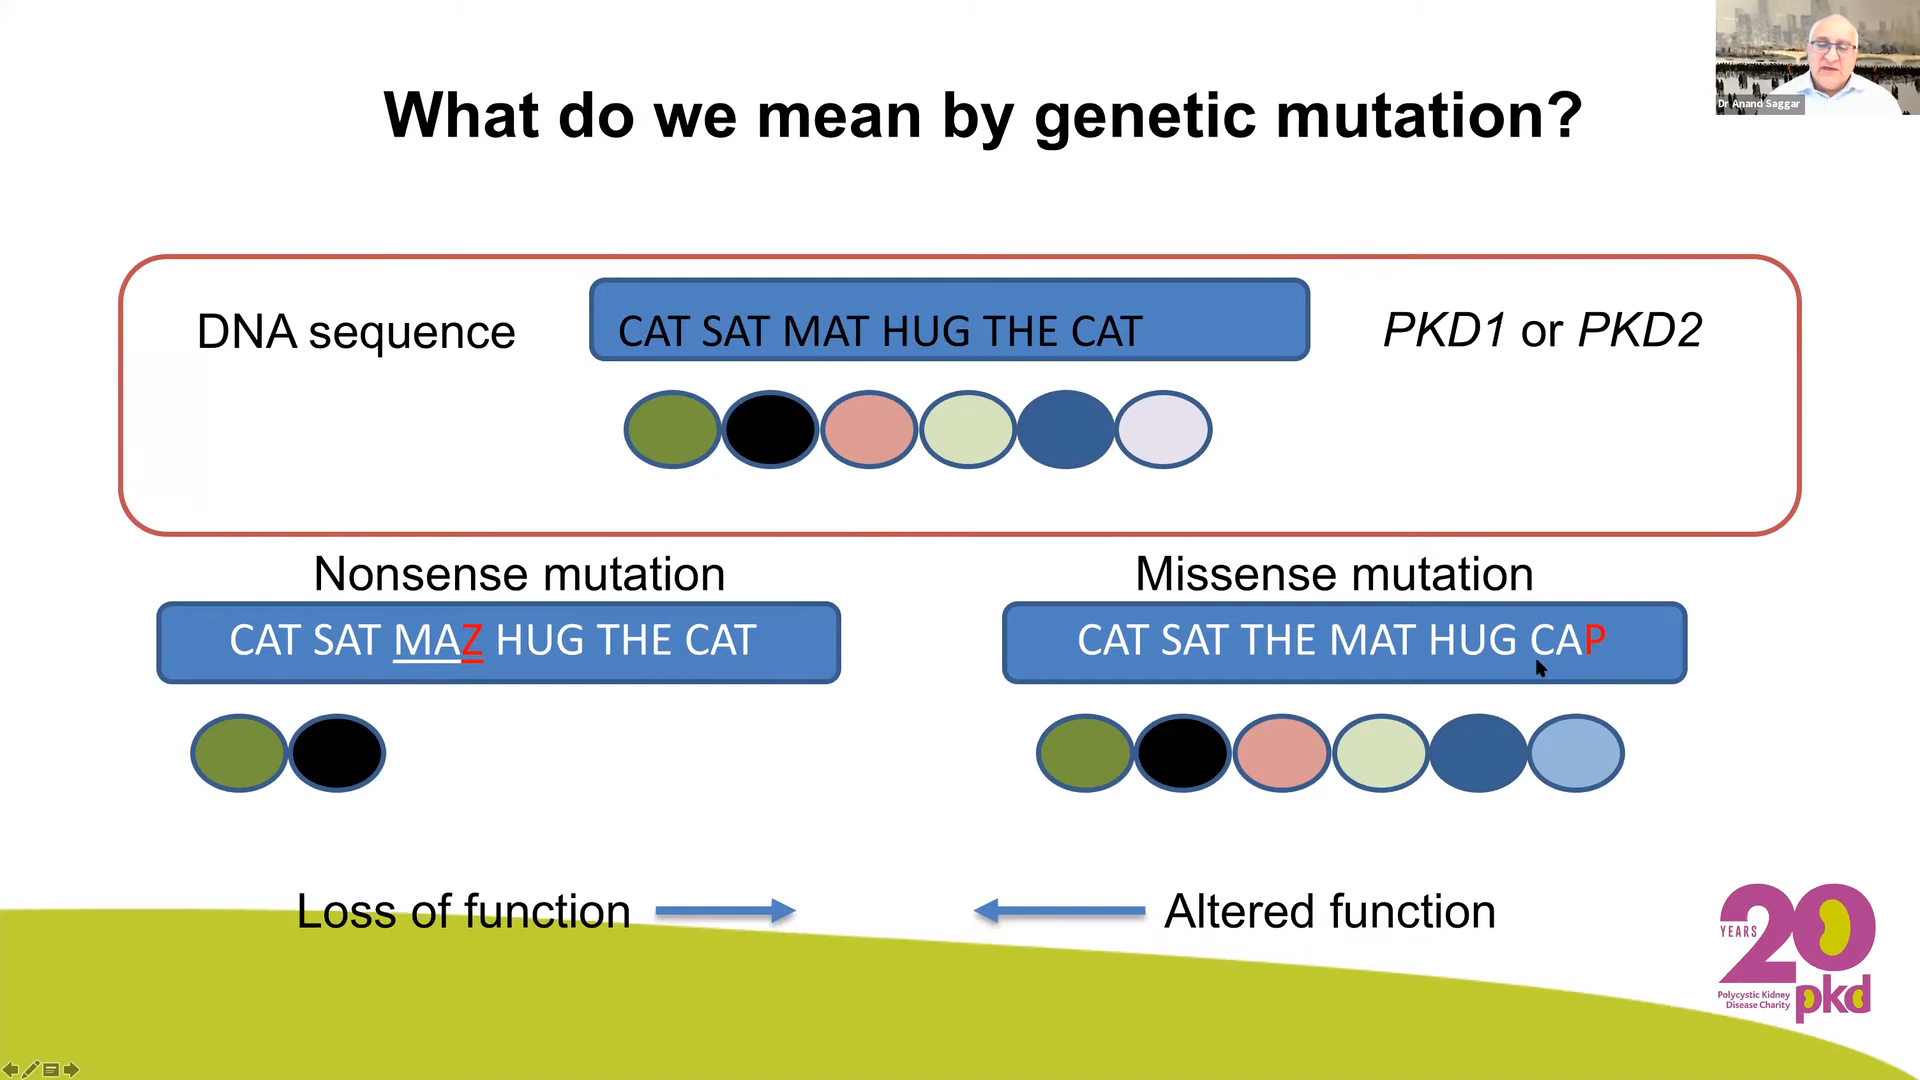 Dr Anand Saggar
What do we mean by genetic mutation?
DNA sequence
CAT SAT MAT HUG THE CAT
PKD1 or PKD2
Nonsense mutation
Missense mutation
CAT SAT MAZ HUG THE CAT
CAT SAT THE MAT HUG CAP
Loss of function
Altered function
20
YEARS
Polycystic Kidney
Disease Charity
pkd